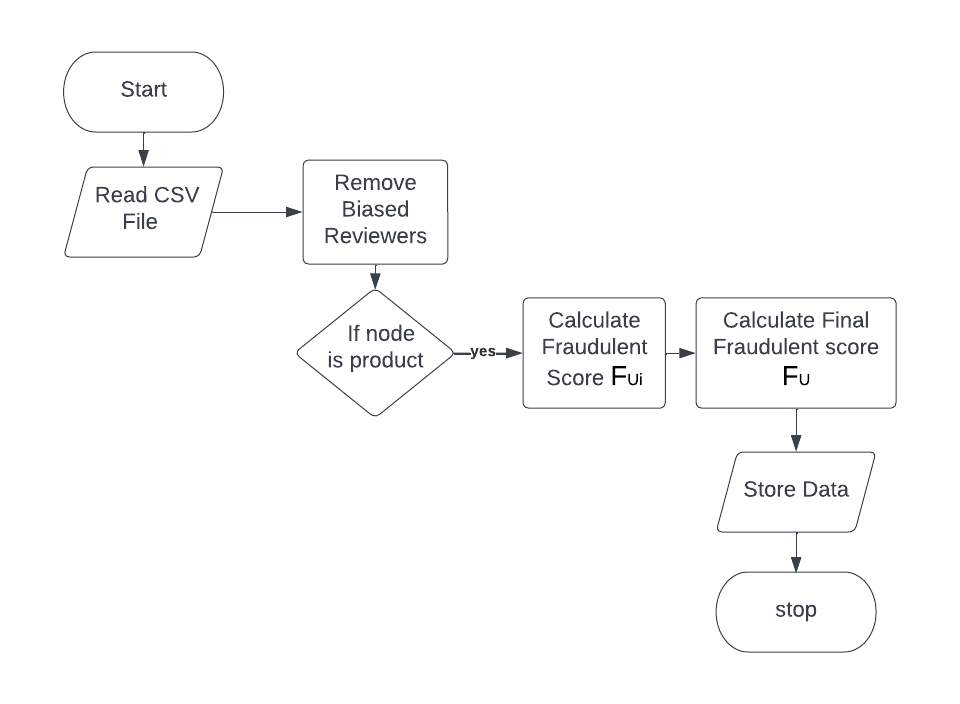 Start
Read CSV
File
Remove
Biased
Reviewers
If node
is product
yes
Calculate
Fraudulent
Score FUi
Calculate Final
Fraudulent score
FU
Store Data
stop